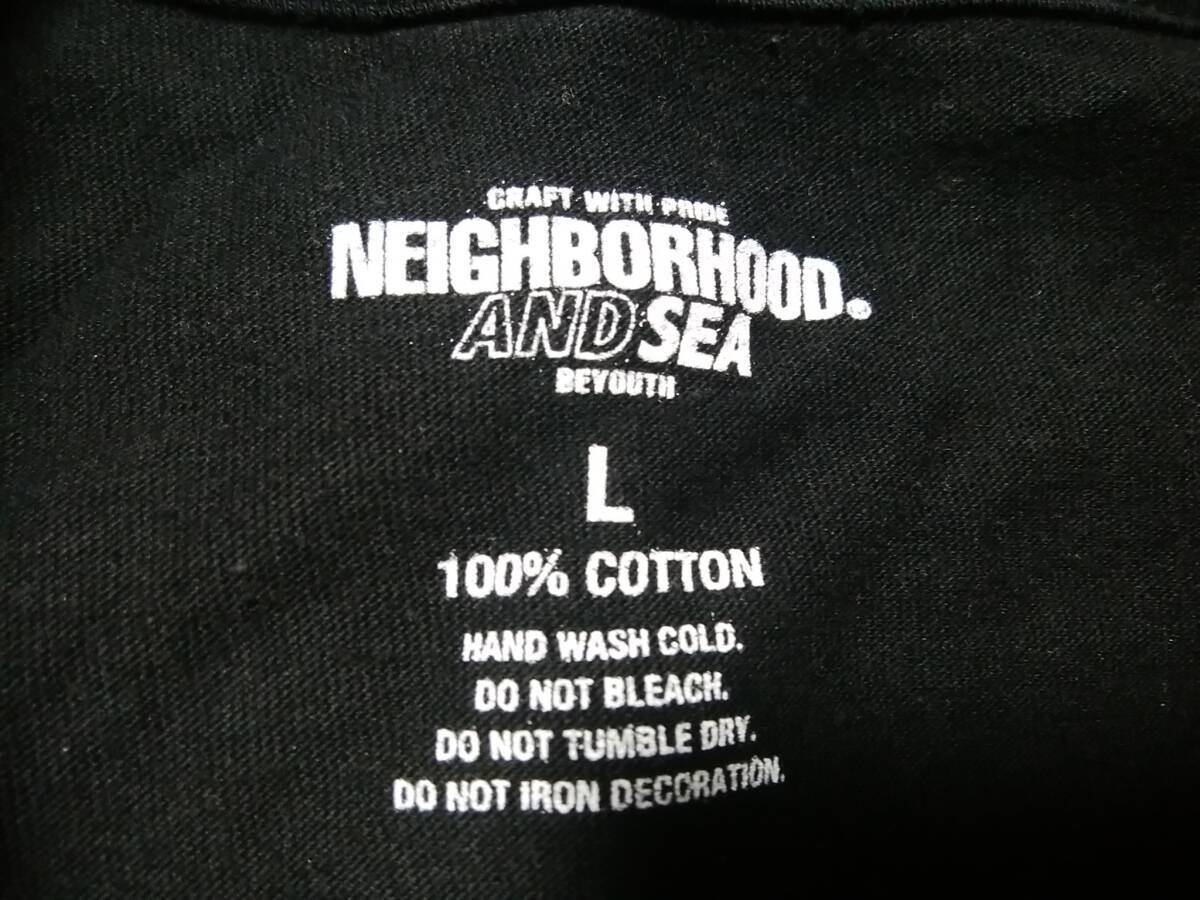 CRAFT WITH PRIDE
NEIGHBORHOOD.®
AND SEA
BEYOUTH
L
100% COTTON
HAND WASH COLD.
DO NOT BLEACH.
DO NOT TUMBLE DRY.
DO NOT IRON DECORATION.